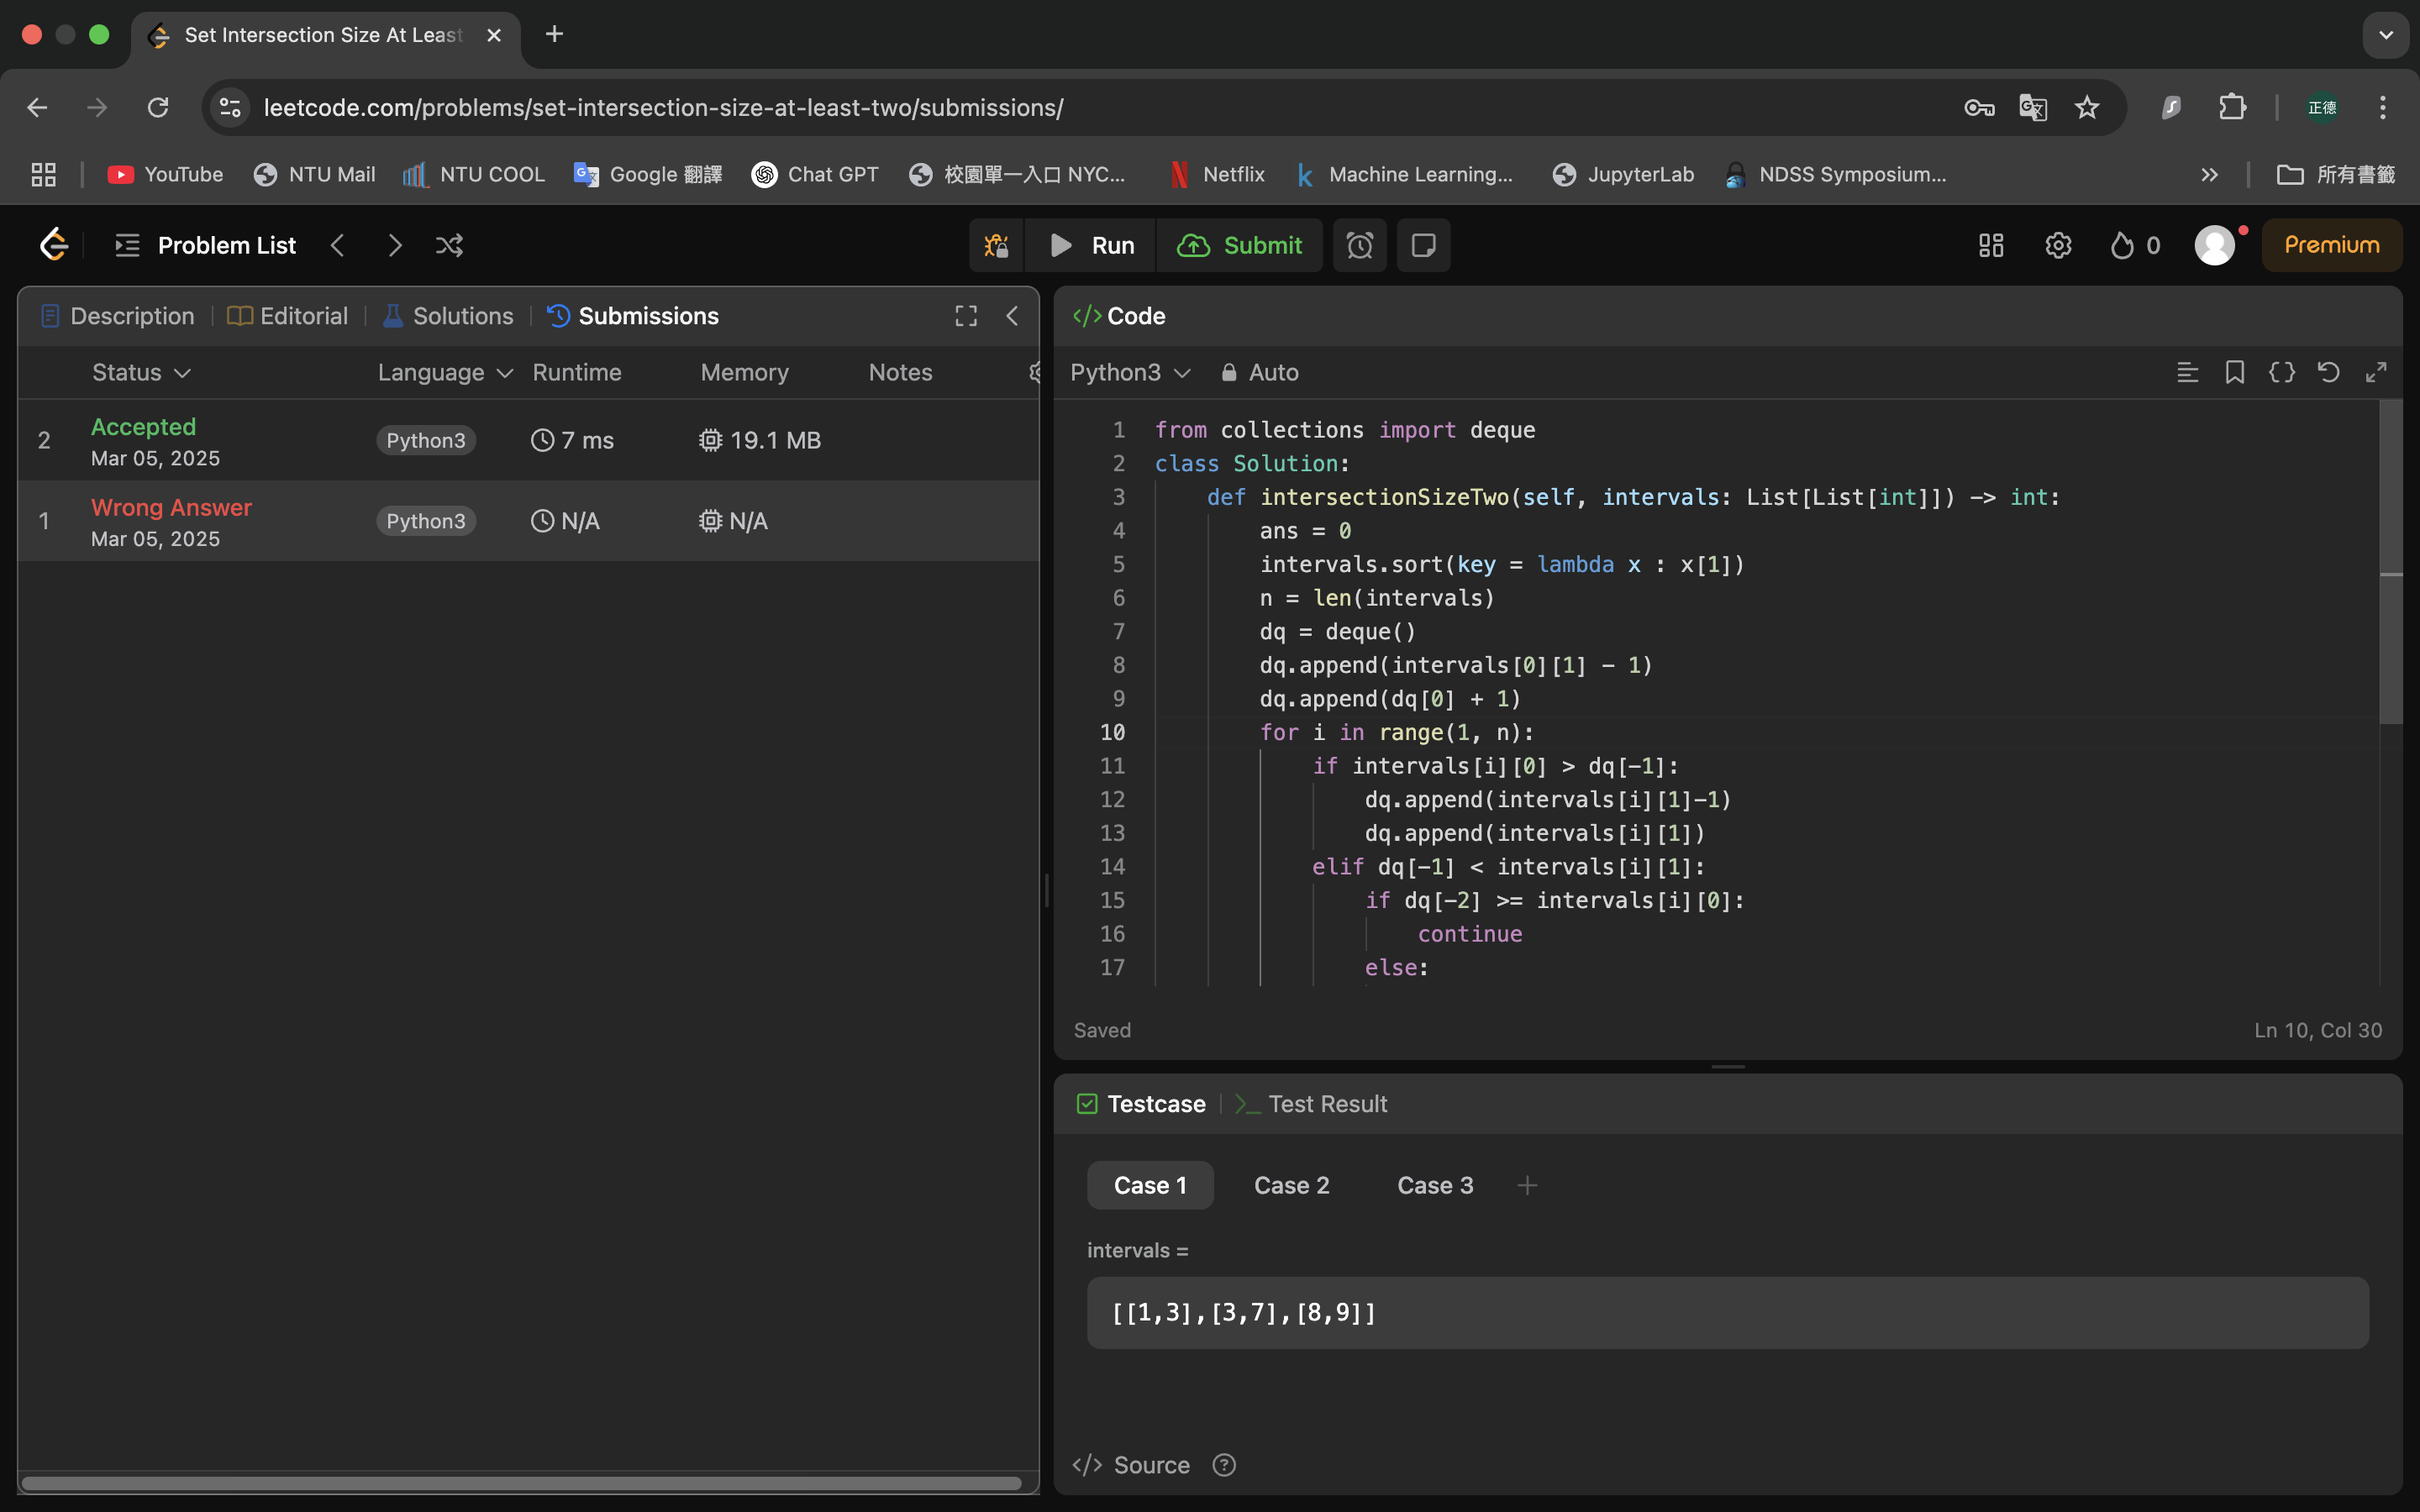 Set Intersection Size At Least
leetcode.com/problems/set-intersection-size-at-least-two/submissions/
正德
YouTube
NTU Mail
NTU COOL
Google 翻譯
Chat GPT
校園單一入口 NYC...
Netflix
Machine Learning...
JupyterLab
NDSS Symposium...
所有書籤
Problem List
Run
Submit
0
Premium
Description
Editorial
Solutions
Submissions
Status
Language
Runtime
Memory
Notes
2
Accepted
Mar 05, 2025
Python3
7 ms
19.1 MB
1
Wrong Answer
Mar 05, 2025
Python3
N/A
N/A
</> Code
Python3
Auto
1 from collections import deque
2 class Solution:
3 def intersectionSizeTwo(self, intervals: List[List[int]]) -> int:
4 ans = 0
5 intervals.sort(key = lambda x : x[1])
6 n = len(intervals)
7 dq = deque()
8 dq.append(intervals[0][1] - 1)
9 dq.append(dq[0] + 1)
10 for i in range(1, n):
11 if intervals[i][0] > dq[-1]:
12 dq.append(intervals[i][1]-1)
13 dq.append(intervals[i][1])
14 elif dq[-1] < intervals[i][1]:
15 if dq[-2] >= intervals[i][0]:
16 continue
17 else:
Saved
Ln 10, Col 30
Testcase
Test Result
Case 1
Case 2
Case 3
intervals =
[[1,3],[3,7],[8,9]]
</> Source